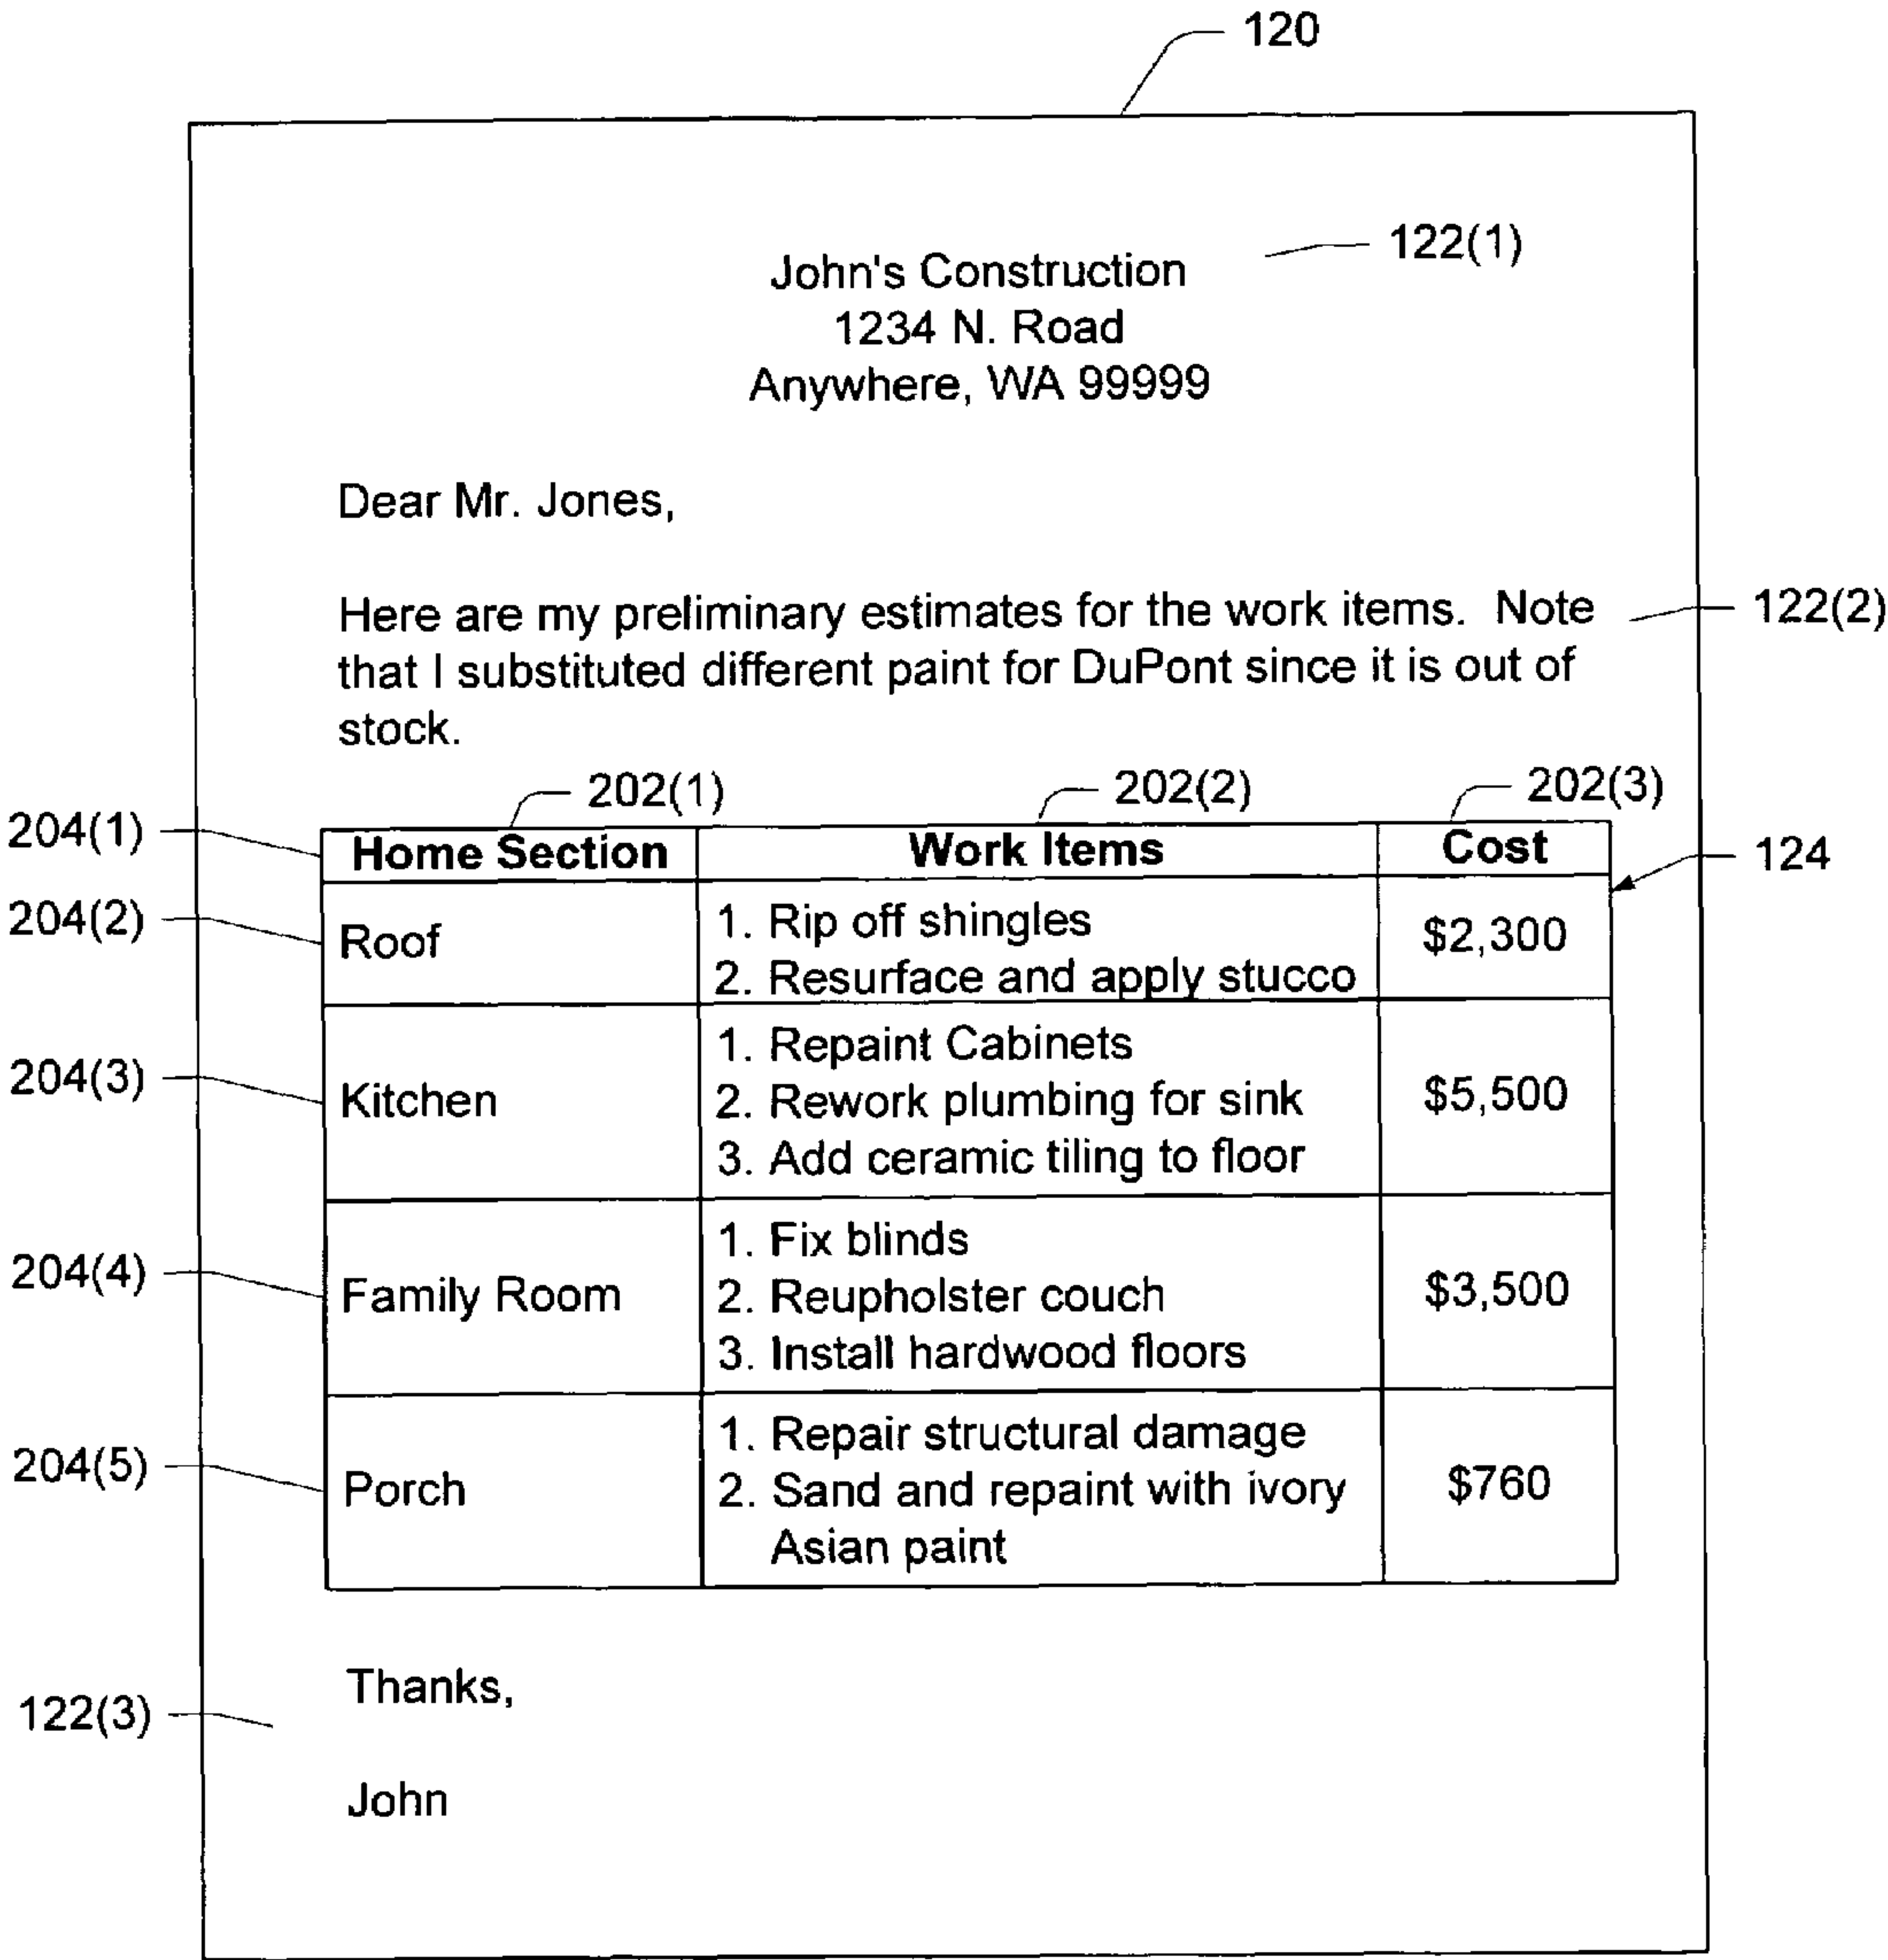 120
John's Construction
122(1)
1234 N. Road
Anywhere, WA 99999
Dear Mr. Jones,
Here are my preliminary estimates for the work items. Note
122(2)
that I substituted different paint for DuPont since it is out of
stock.
202(1)
202(2)
202(3)
204(1)
Home Section
Work Items
Cost
124
204(2)
Roof
1. Rip off shingles
2. Resurface and apply stucco
$2,300
204(3)
Kitchen
1. Repaint Cabinets
2. Rework plumbing for sink
3. Add ceramic tiling to floor
$5,500
204(4)
Family Room
1. Fix blinds
2. Reupholster couch
3. Install hardwood floors
$3,500
204(5)
Porch
1. Repair structural damage
2. Sand and repaint with ivory
Asian paint
$760
Thanks,
122(3)
John